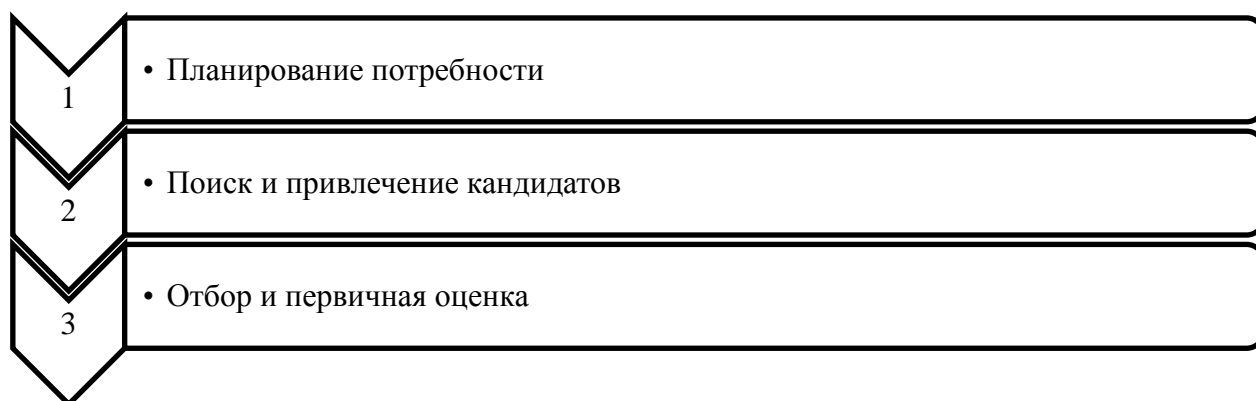 1
• Планирование потребности
2
• Поиск и привлечение кандидатов
3
• Отбор и первичная оценка